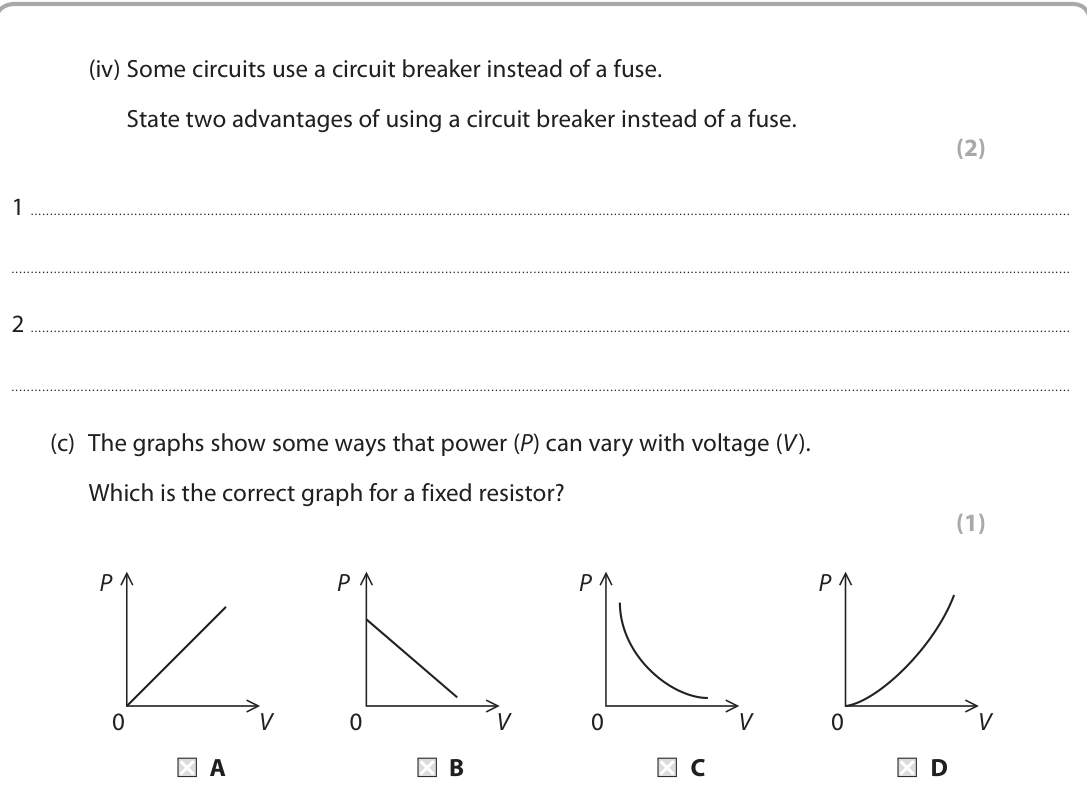 (iv) Some circuits use a circuit breaker instead of a fuse.
State two advantages of using a circuit breaker instead of a fuse.
(2)
1
2
(c) The graphs show some ways that power (P) can vary with voltage (V).
Which is the correct graph for a fixed resistor?
(1)
P P P P
0 V 0 V 0 V 0 V
A B C D